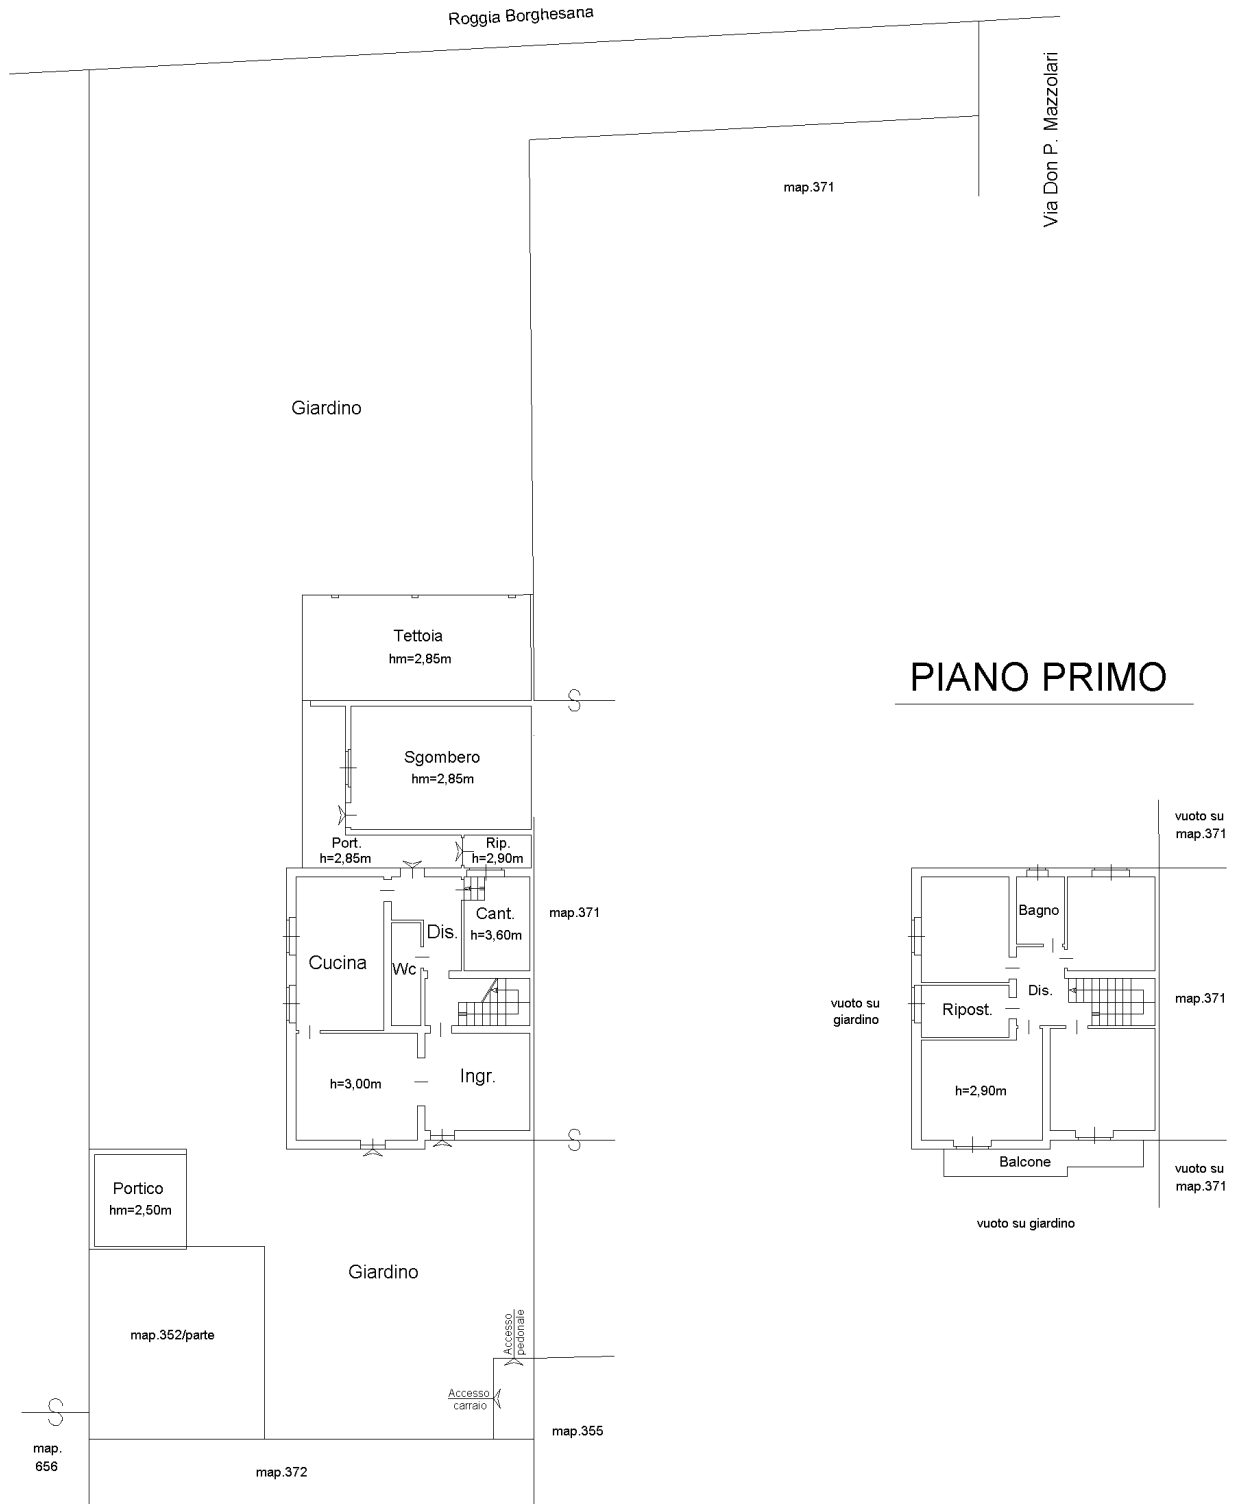 Roggia Borghesana
Via Don P. Mazzolari
map.371
Giardino
Tettoia
hm=2,85m
S
Sgombero
hm=2,85m
Port.
h=2,85m
Rip.
h=2,90m
Cant.
h=3,60m
map.371
Dis.
Cucina
Wc
h=3,00m
Ingr.
S
Portico
hm=2,50m
Giardino
map.352/parte
Accesso
pedonale
Accesso
carraio
S
map.
656
map.355
map.372
PIANO PRIMO
vuoto su
map.371
Bagno
Dis.
map.371
vuoto su
giardino
Ripost.
h=2,90m
Balcone
vuoto su
map.371
vuoto su giardino